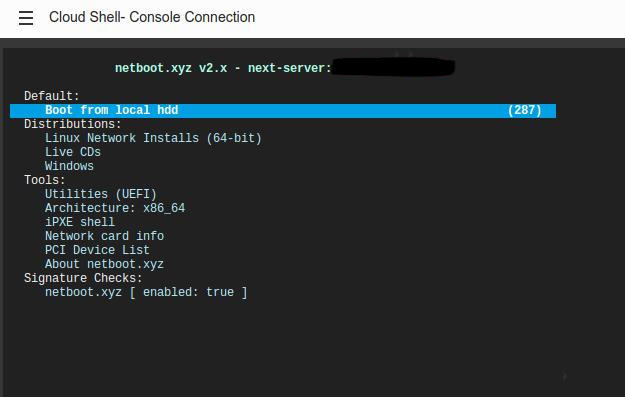 Cloud Shell- Console Connection
netboot.xyz v2.x - next-server:
Default:
Boot from local hdd (287)
Distributions:
Linux Network Installs (64-bit)
Live CDs
Windows
Tools:
Utilities (UEFI)
Architecture: x86_64
iPXE shell
Network card info
PCI Device List
About netboot.xyz
Signature Checks:
netboot.xyz [ enabled: true ]